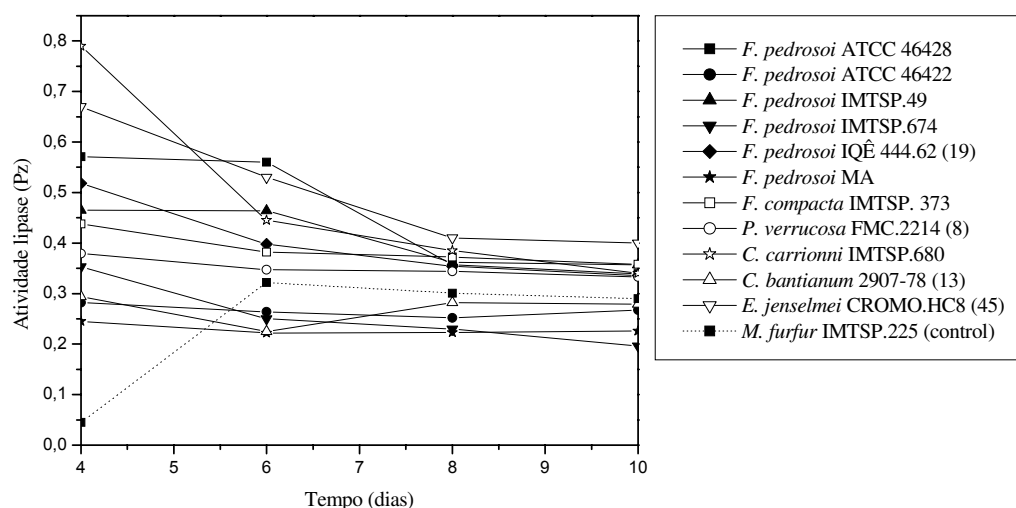 0,8
0,7
0,6
0,5
0,4
0,3
0,2
0,1
0,0
Atividade lipase (Pz)
4 5 6 7 8 9 10
Tempo (dias)
F. pedrosoi ATCC 46428
F. pedrosoi ATCC 46422
F. pedrosoi IMTSP.49
F. pedrosoi IMTSP.674
F. pedrosoi IQÊ 444.62 (19)
F. pedrosoi MA
F. compacta IMTSP. 373
P. verrucosa FMC.2214 (8)
C. carrionni IMTSP.680
C. bantianum 2907-78 (13)
E. jenselmei CROMO.HC8 (45)
M. furfur IMTSP.225 (control)